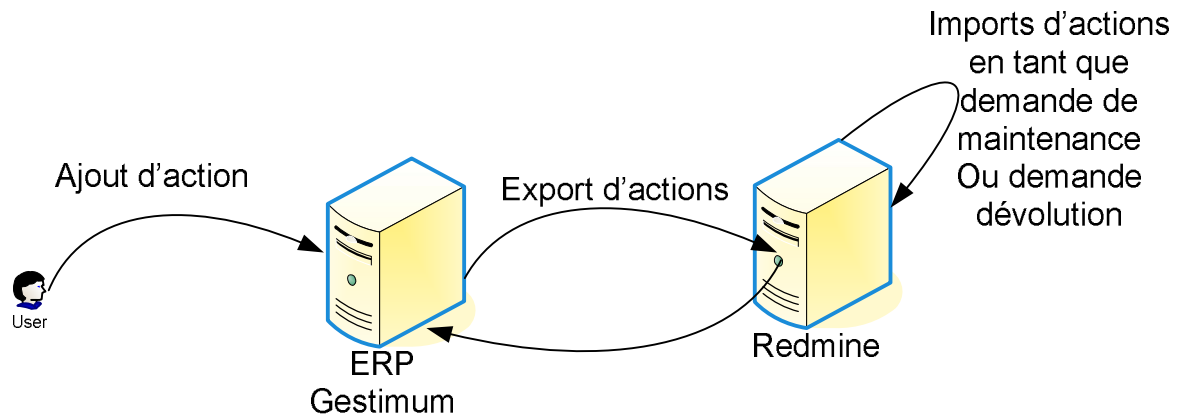 Imports d'actions
en tant que
demande de
maintenance
Ou demande
dévolution
Ajout d'action
Export d'actions
User
ERP
Gestimum
Redmine